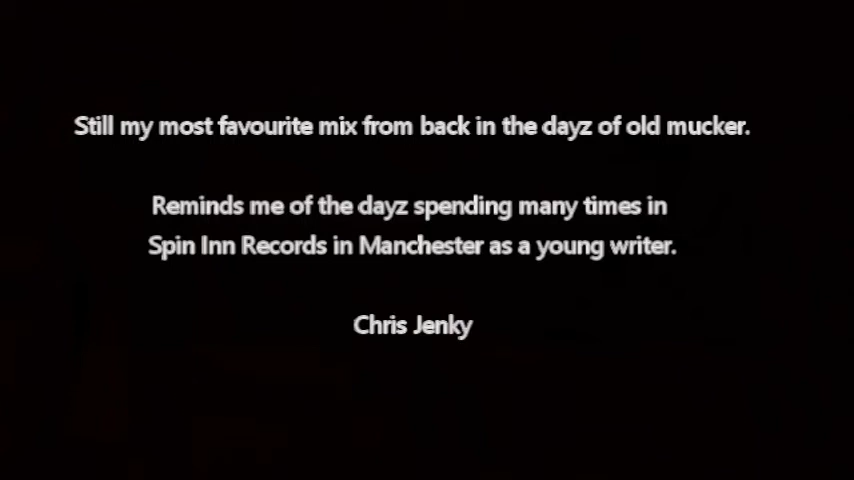 Still my most favourite mix from back in the dayz of old mucker.
Reminds me of the dayz spending many times in
Spin Inn Records in Manchester as a young writer.
Chris Jenky